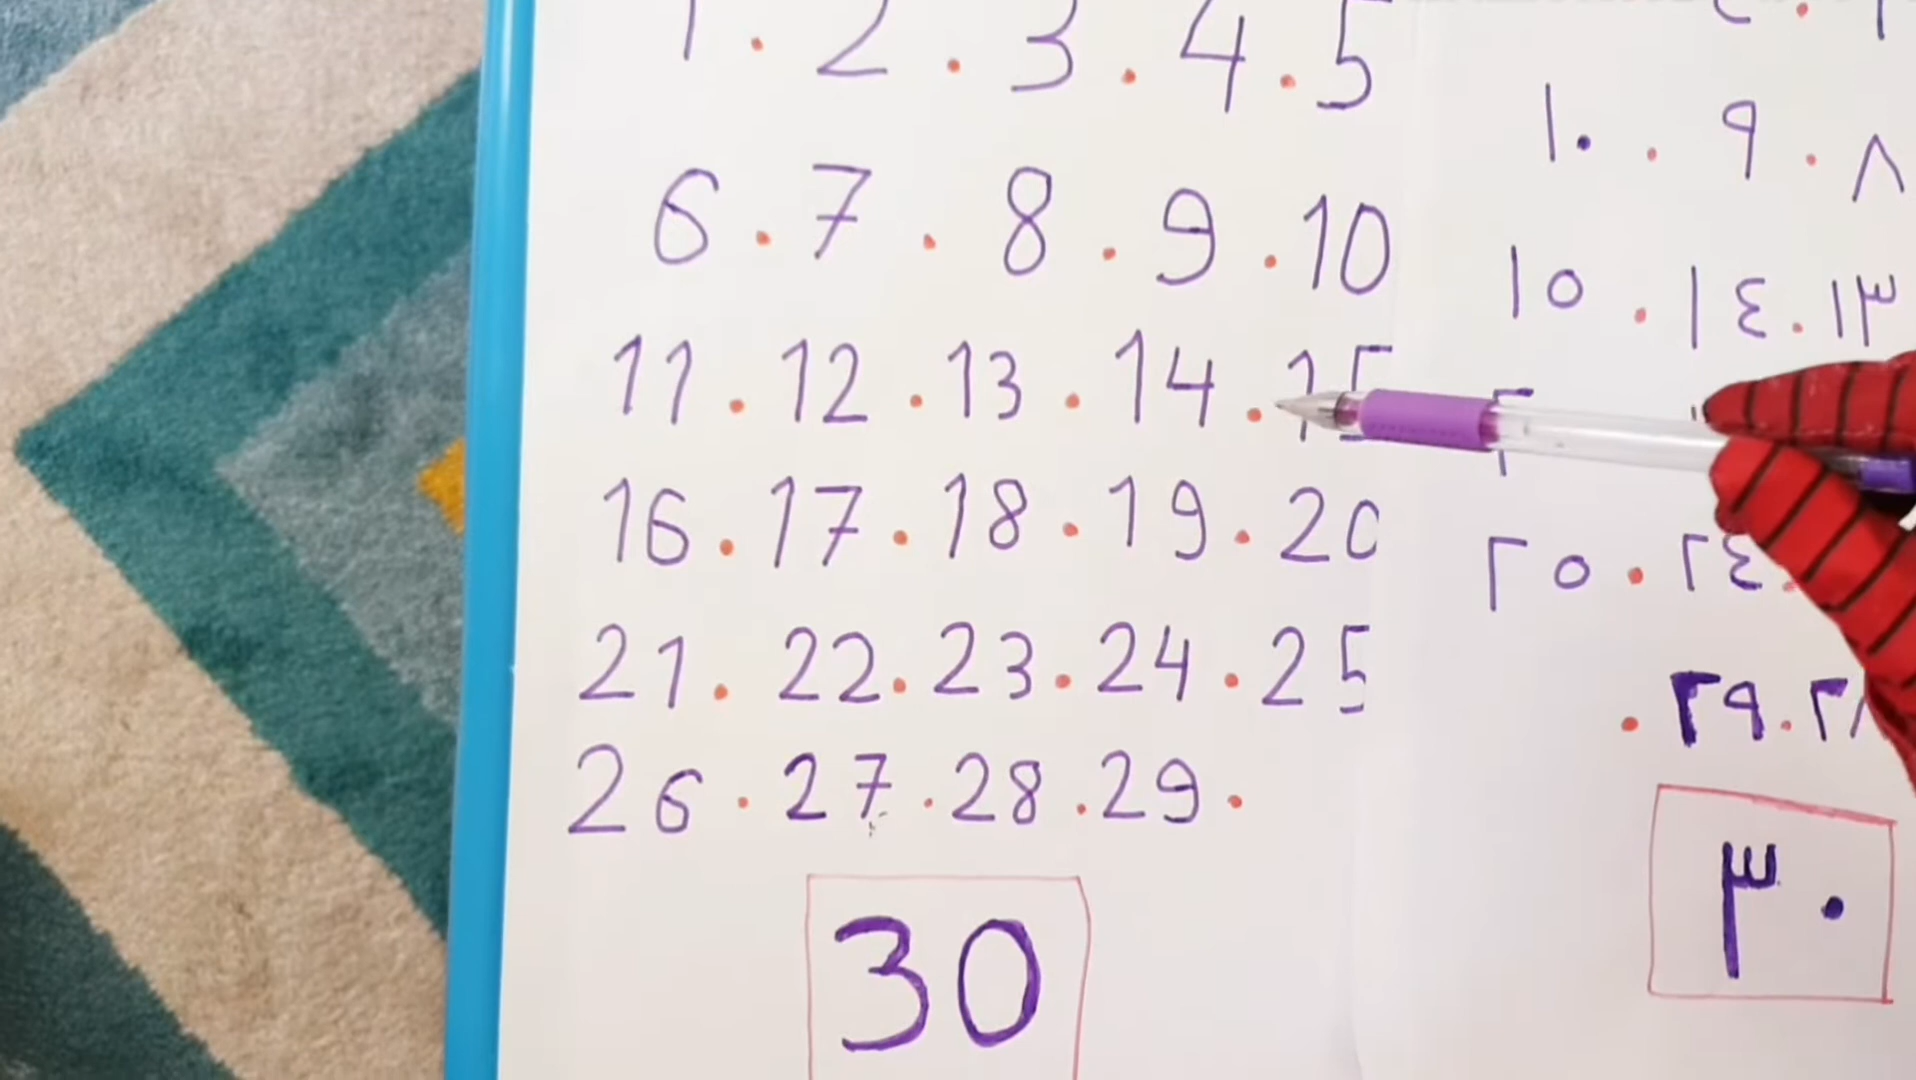 1 . 2 . 3 . 4 . 5
6 . 7 . 8 . 9 . 10
11 . 12 . 13 . 14 . 15
16 . 17 . 18 . 19 . 20
21 . 22 . 23 . 24 . 25
26 . 27 . 28 . 29 .
30
٨ . ٩ . ١٠
١٣ . ١٤ . ١٥
٢٤ . ٢٥
٢٨ . ٢٩ .
٣٠